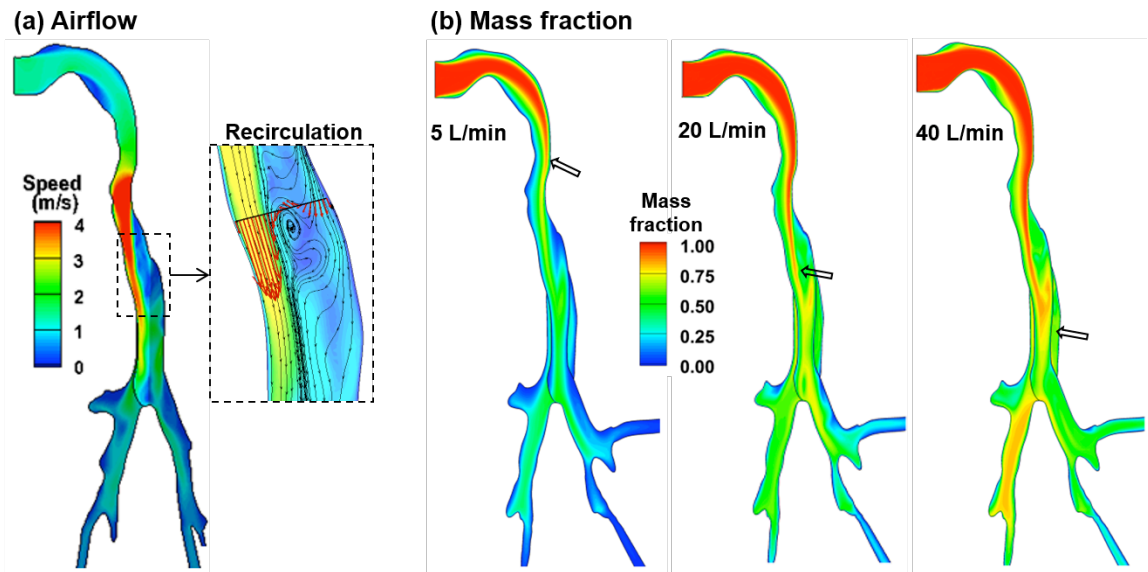 (a) Airflow
Speed
(m/s)
4
3
2
1
0
Recirculation
(b) Mass fraction
5 L/min
20 L/min
40 L/min
Mass
fraction
1.00
0.75
0.50
0.25
0.00